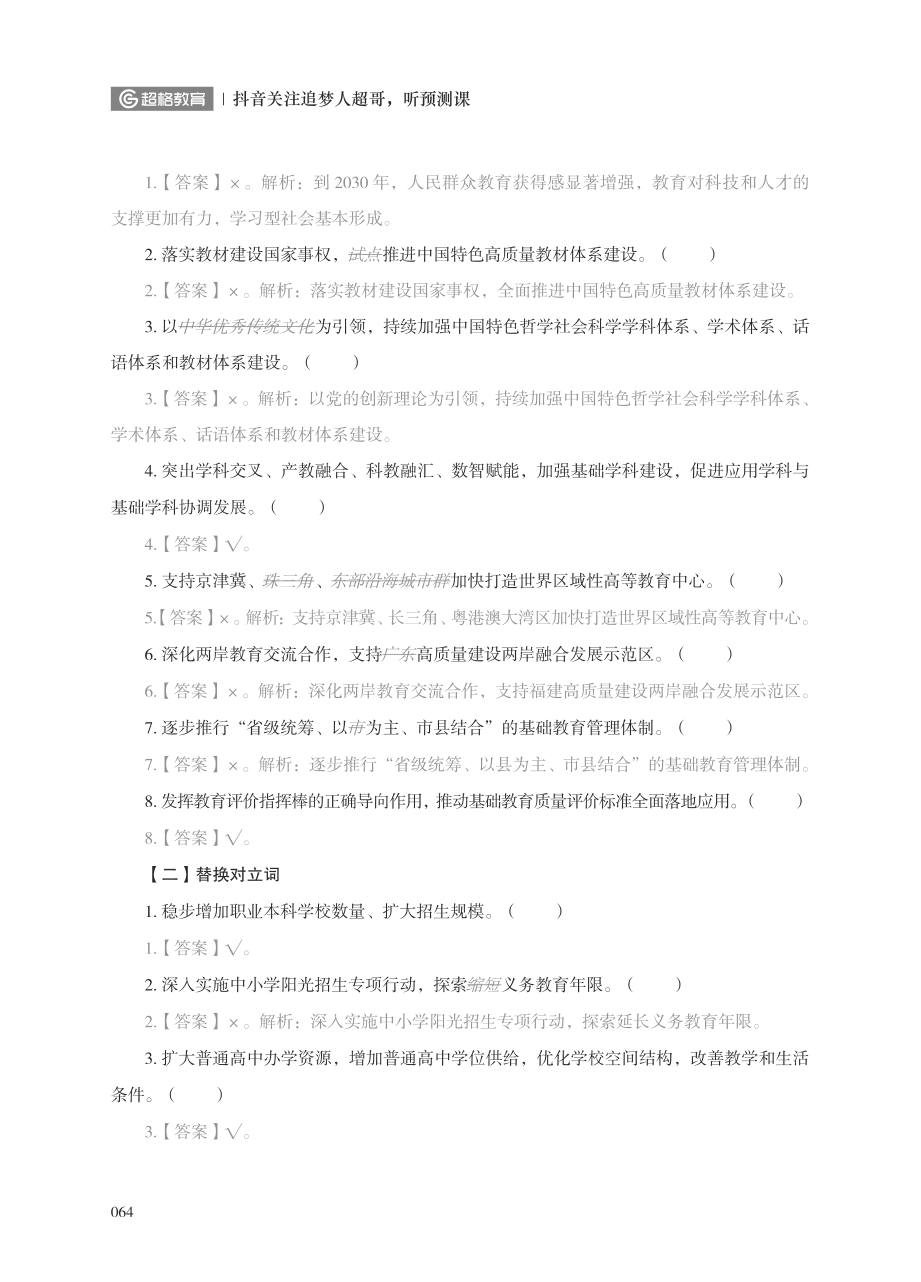 超格教育 | 抖音关注追梦人超哥，听预测课
1.【答案】×。解析：到 2030 年，人民群众教育获得感显著增强，教育对科技和人才的
支撑更加有力，学习型社会基本形成。
2. 落实教材建设国家事权，试点推进中国特色高质量教材体系建设。（　　）
2.【答案】×。解析：落实教材建设国家事权，全面推进中国特色高质量教材体系建设。
3. 以中华优秀传统文化为引领，持续加强中国特色哲学社会科学学科体系、学术体系、话
语体系和教材体系建设。（　　）
3.【答案】×。解析：以党的创新理论为引领，持续加强中国特色哲学社会科学学科体系、
学术体系、话语体系和教材体系建设。
4. 突出学科交叉、产教融合、科教融汇、数智赋能，加强基础学科建设，促进应用学科与
基础学科协调发展。（　　）
4.【答案】√。
5. 支持京津冀、珠三角、东部沿海城市群加快打造世界区域性高等教育中心。（　　）
5.【答案】×。解析：支持京津冀、长三角、粤港澳大湾区加快打造世界区域性高等教育中心。
6. 深化两岸教育交流合作，支持广东高质量建设两岸融合发展示范区。（　　）
6.【答案】×。解析：深化两岸教育交流合作，支持福建高质量建设两岸融合发展示范区。
7. 逐步推行“省级统筹、以市为主、市县结合”的基础教育管理体制。（　　）
7.【答案】×。解析：逐步推行“省级统筹、以县为主、市县结合”的基础教育管理体制。
8. 发挥教育评价指挥棒的正确导向作用，推动基础教育质量评价标准全面落地应用。（　　）
8.【答案】√。
【二】替换对立词
1. 稳步增加职业本科学校数量、扩大招生规模。（　　）
1.【答案】√。
2. 深入实施中小学阳光招生专项行动，探索缩短义务教育年限。（　　）
2.【答案】×。解析：深入实施中小学阳光招生专项行动，探索延长义务教育年限。
3. 扩大普通高中办学资源，增加普通高中学位供给，优化学校空间结构，改善教学和生活
条件。（　　）
3.【答案】√。
064